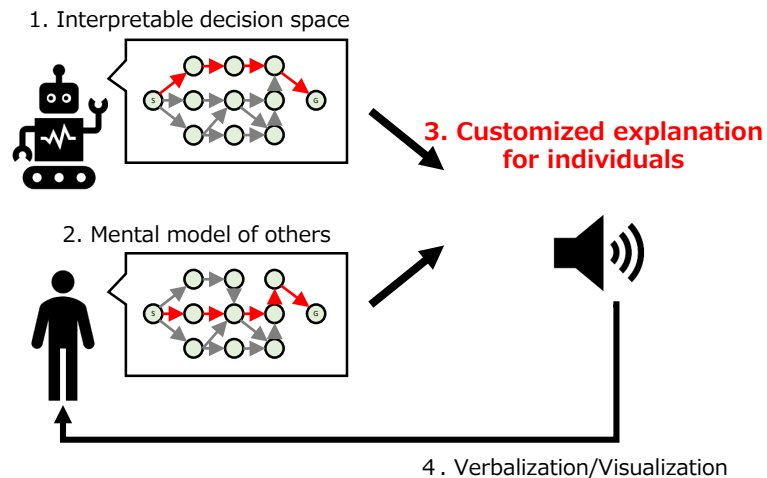 1. Interpretable decision space
S
G
3. Customized explanation
for individuals
2. Mental model of others
S
G
4. Verbalization/Visualization